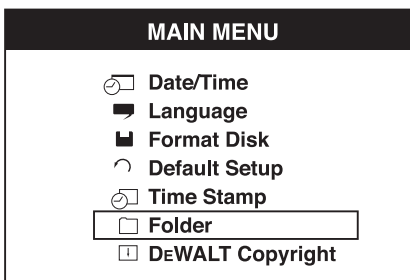 MAIN MENU
Date/Time
Language
Format Disk
Default Setup
Time Stamp
Folder
DEWALT Copyright